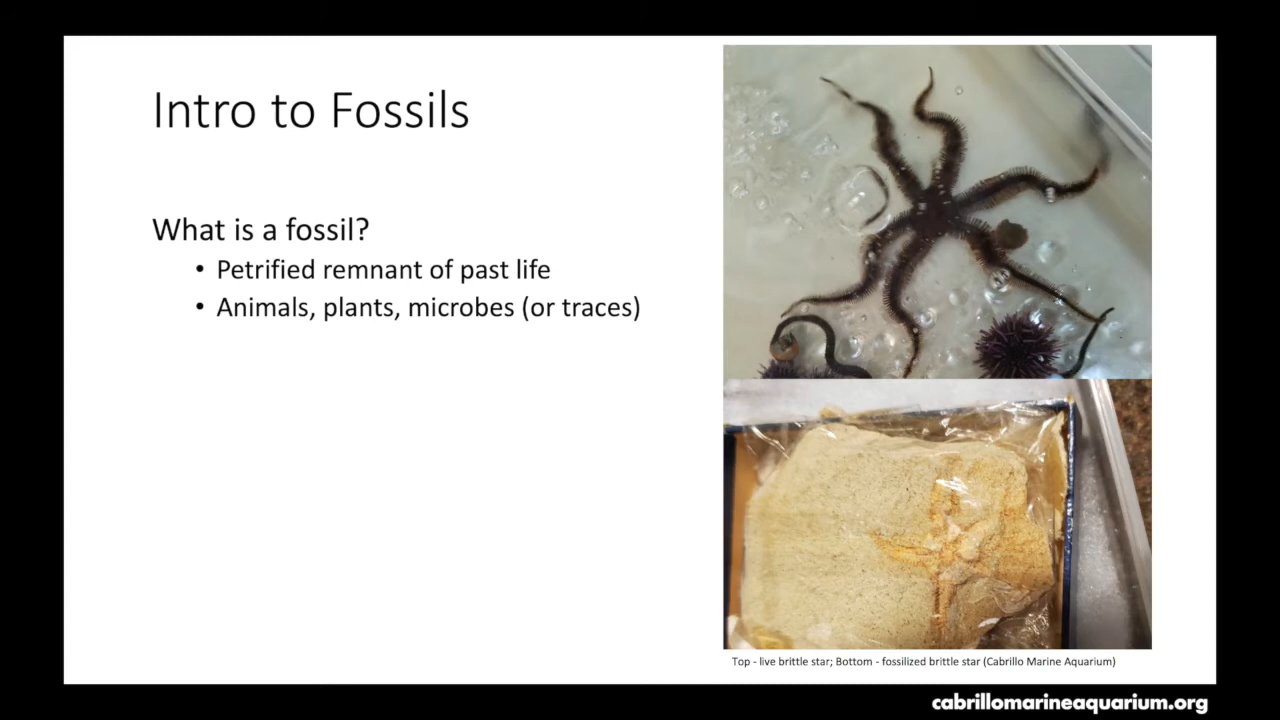 Intro to Fossils
What is a fossil?
• Petrified remnant of past life
• Animals, plants, microbes (or traces)
Top - live brittle star; Bottom - fossilized brittle star (Cabrillo Marine Aquarium)
cabrillomarineaquarium.org